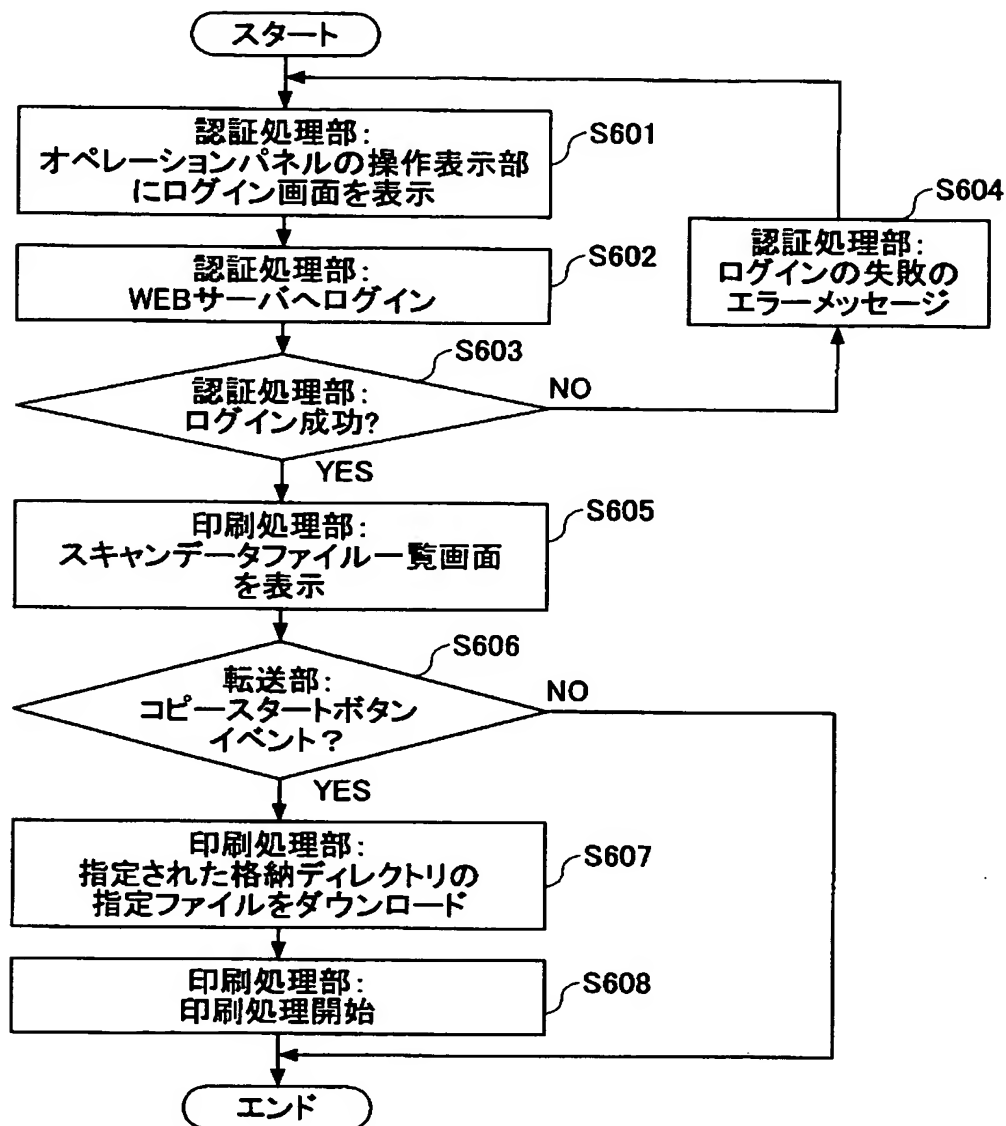 スタート
認証処理部:
オペレーションパネルの操作表示部
にログイン画面を表示
S601
S604
認証処理部:
ログインの失敗の
エラーメッセージ
認証処理部:
WEBサーバへログイン
S602
S603
認証処理部:
ログイン成功?
NO
YES
印刷処理部:
スキャンデータファイル一覧画面
を表示
S605
S606
転送部:
コピースタートボタン
イベント?
NO
YES
印刷処理部:
指定された格納ディレクトリの
指定ファイルをダウンロード
S607
印刷処理部:
印刷処理開始
S608
エンド